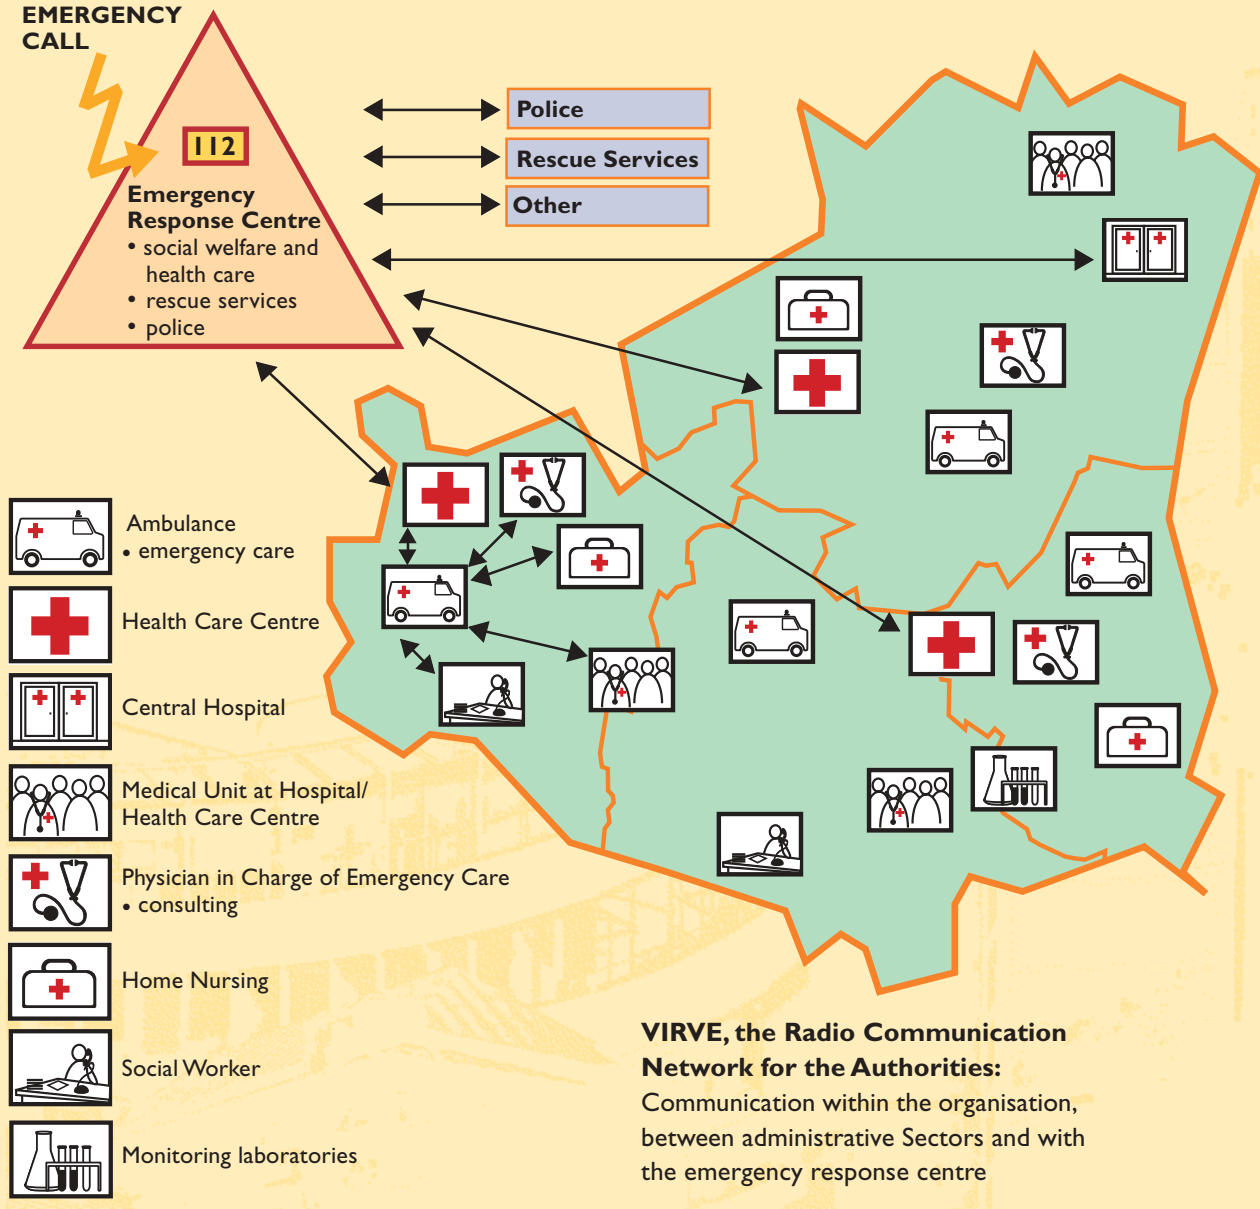 EMERGENCY
CALL
112
Emergency
Response Centre
• social welfare and
health care
• rescue services
• police
Police
Rescue Services
Other
Ambulance
• emergency care
Health Care Centre
Central Hospital
Medical Unit at Hospital/
Health Care Centre
Physician in Charge of Emergency Care
• consulting
Home Nursing
Social Worker
Monitoring laboratories
VIRVE, the Radio Communication
Network for the Authorities:
Communication within the organisation,
between administrative Sectors and with
the emergency response centre